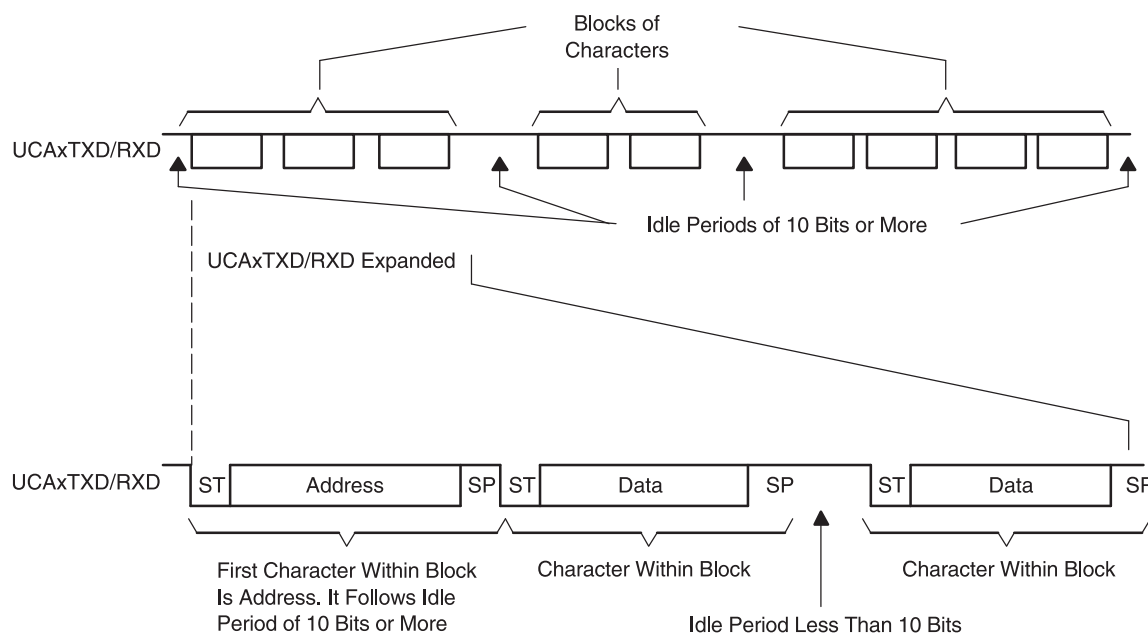 Blocks of
Characters
UCAxTXD/RXD
Idle Periods of 10 Bits or More
UCAxTXD/RXD Expanded
UCAxTXD/RXD
ST
Address
SP
ST
Data
SP
ST
Data
SP
First Character Within Block
Is Address. It Follows Idle
Period of 10 Bits or More
Character Within Block
Character Within Block
Idle Period Less Than 10 Bits